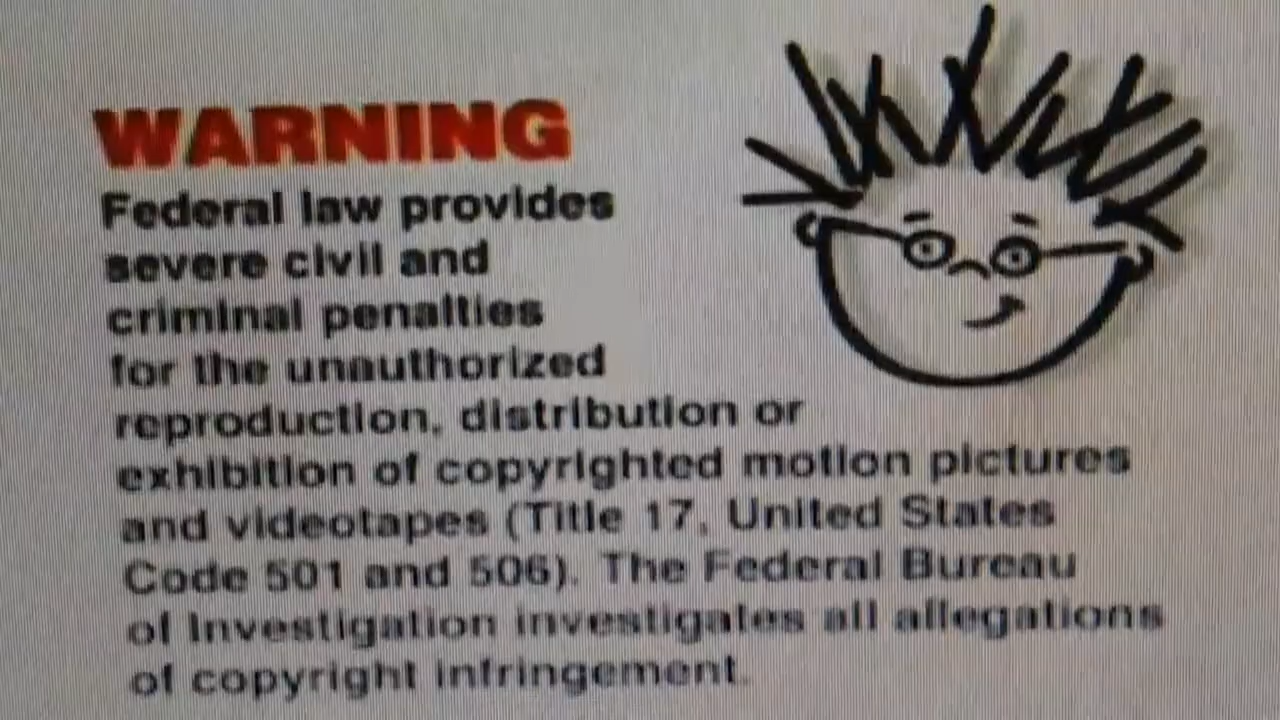 WARNING
Federal law provides
severe civil and
criminal penalties
for the unauthorized
reproduction, distribution or
exhibition of copyrighted motion pictures
and videotapes (Title 17, United States
Code 501 and 506). The Federal Bureau
of Investigation investigates all allegations
of copyright infringement.